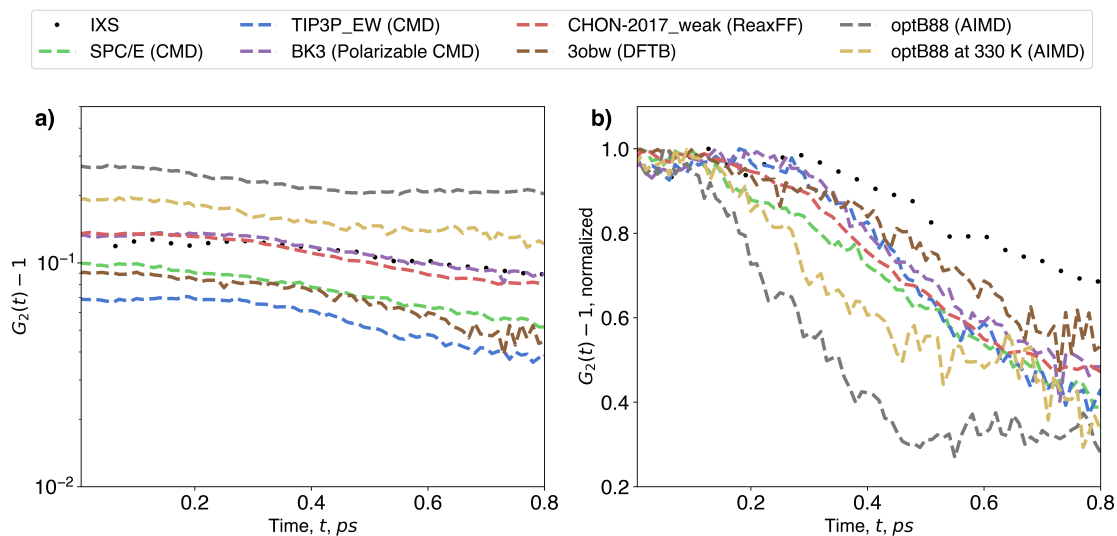 IXS
SPC/E (CMD)
TIP3P_EW (CMD)
BK3 (Polarizable CMD)
CHON-2017_weak (ReaxFF)
3obw (DFTB)
optB88 (AIMD)
optB88 at 330 K (AIMD)
a)
G₂(t) − 1
10⁻¹
10⁻²
0.2 0.4 0.6 0.8
Time, t, ps
b)
G₂(t) − 1, normalized
1.0
0.8
0.6
0.4
0.2
0.2 0.4 0.6 0.8
Time, t, ps